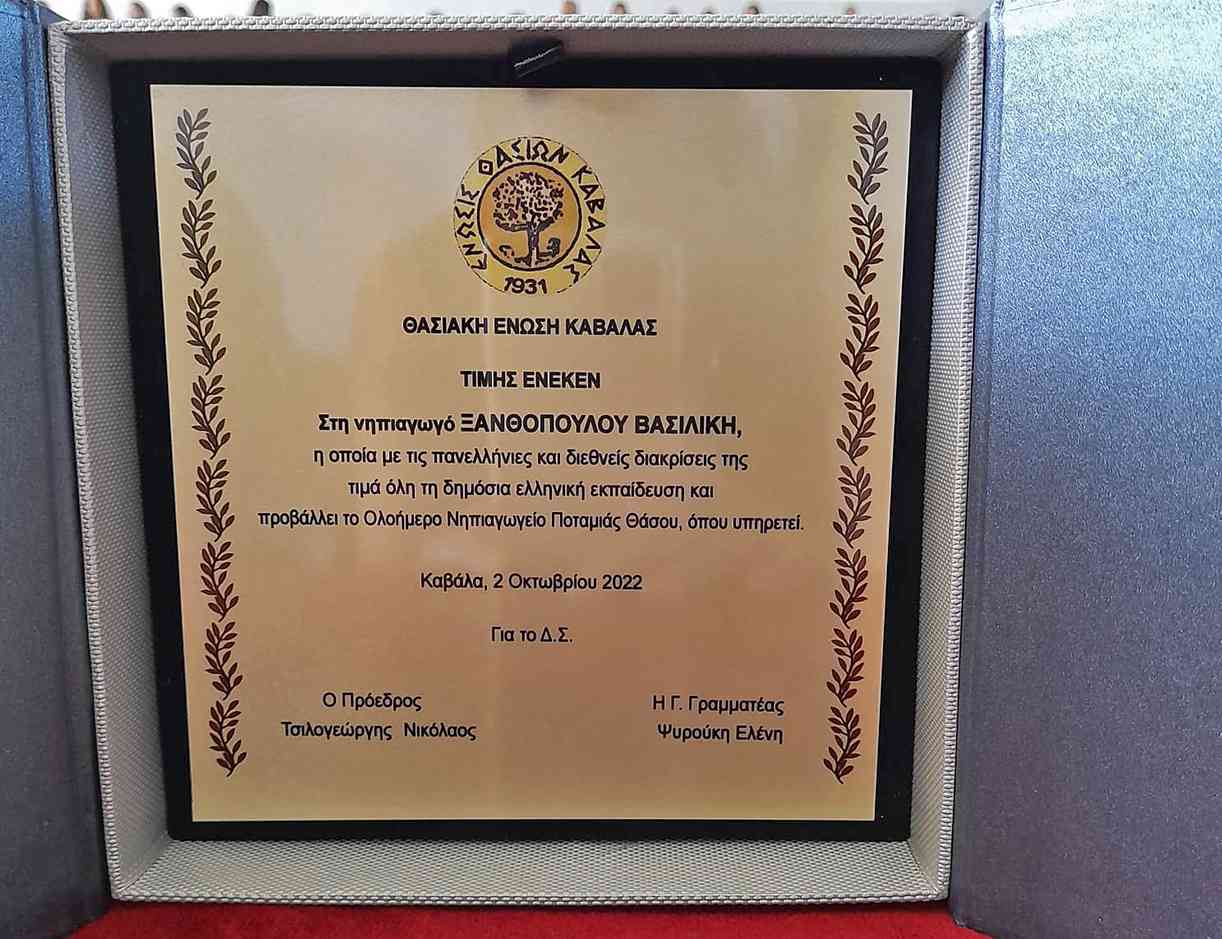 ΕΝΩΣΙΣ ΘΑΣΙΩΝ ΚΑΒΑΛΑΣ
1931
ΘΑΣΙΑΚΗ ΕΝΩΣΗ ΚΑΒΑΛΑΣ
ΤΙΜΗΣ ΕΝΕΚΕΝ
Στη νηπιαγωγό ΞΑΝΘΟΠΟΥΛΟΥ ΒΑΣΙΛΙΚΗ,
η οποία με τις πανελλήνιες και διεθνείς διακρίσεις της
τιμά όλη τη δημόσια ελληνική εκπαίδευση και
προβάλλει το Ολοήμερο Νηπιαγωγείο Ποταμιάς Θάσου, όπου υπηρετεί.
Καβάλα, 2 Οκτωβρίου 2022
Για το Δ.Σ.
Ο Πρόεδρος Η Γ. Γραμματέας
Τσιλογεώργης Νικόλαος Ψυρούκη Ελένη